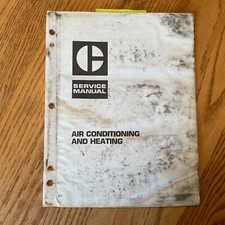 SERVICE
MANUAL
AIR CONDITIONING
AND HEATING